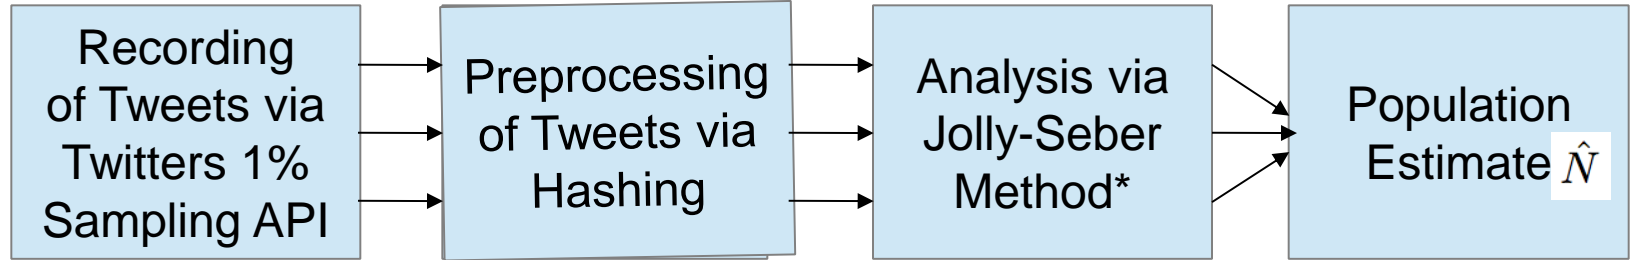 Recording
of Tweets via
Twitters 1%
Sampling API
Preprocessing
of Tweets via
Hashing
Analysis via
Jolly-Seber
Method*
Population
Estimate N̂